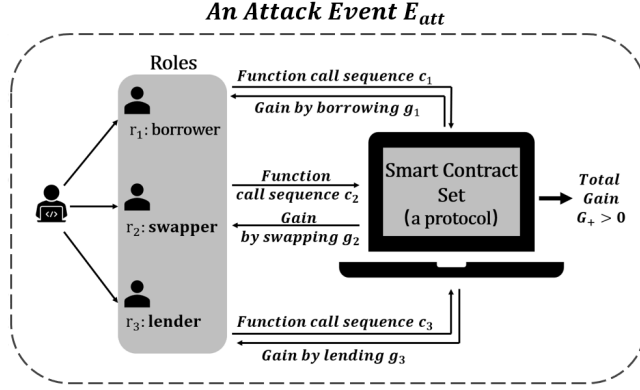 An Attack Event E_att
Roles
r₁: borrower
r₂: swapper
r₃: lender
Function call sequence c₁
Gain by borrowing g₁
Function
call sequence c₂
Gain
by swapping g₂
Function call sequence c₃
Gain by lending g₃
Smart Contract
Set
(a protocol)
Total
Gain
G₊ > 0